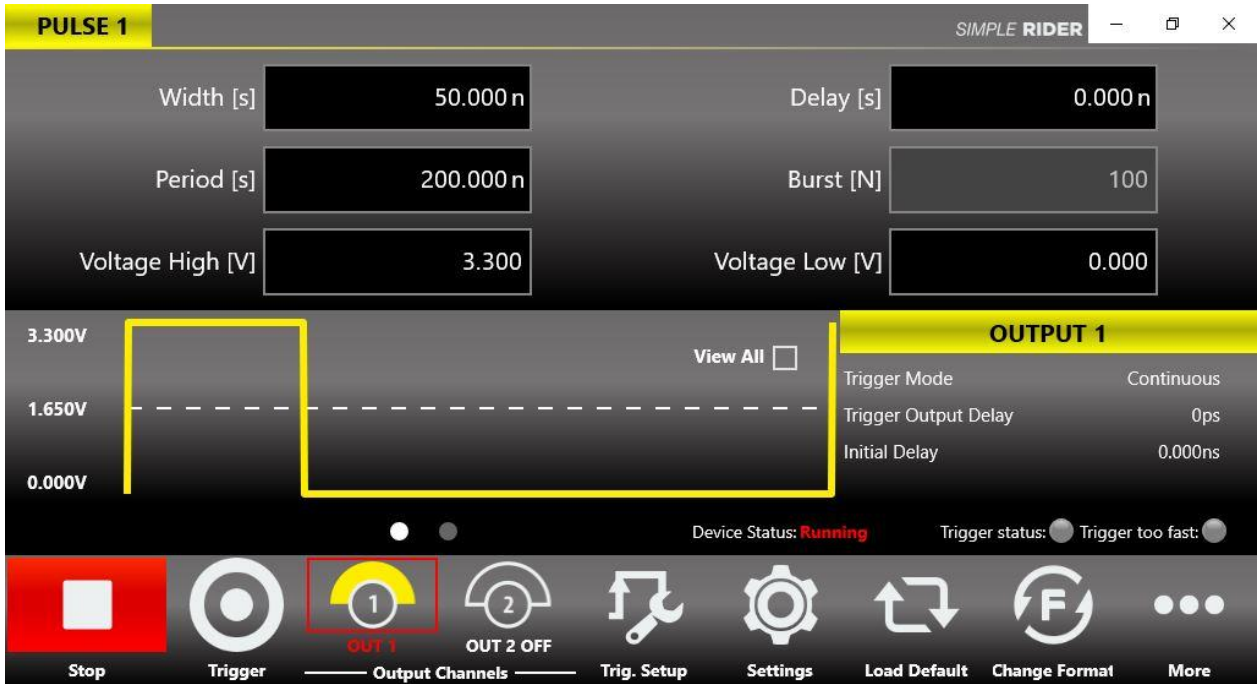 PULSE 1
SIMPLE RIDER
Width [s] 50.000 n Delay [s] 0.000 n
Period [s] 200.000 n Burst [N] 100
Voltage High [V] 3.300 Voltage Low [V] 0.000
3.300V
1.650V
0.000V
View All
OUTPUT 1
Trigger Mode Continuous
Trigger Output Delay 0ps
Initial Delay 0.000ns
Device Status: Running Trigger status: Trigger too fast:
1 2 F
OUT 1 OUT 2 OFF
Stop Trigger Output Channels Trig. Setup Settings Load Default Change Format More